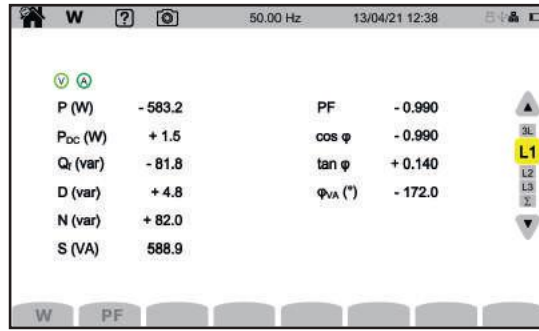 W ? 50.00 Hz 13/04/21 12:38
V A
P (W) - 583.2 PF - 0.990
PDC (W) + 1.5 cos φ - 0.990
Qf (var) - 81.8 tan φ + 0.140
D (var) + 4.8 φVA (°) - 172.0
N (var) + 82.0
S (VA) 588.9
3L
L1
L2
L3
Σ
W PF